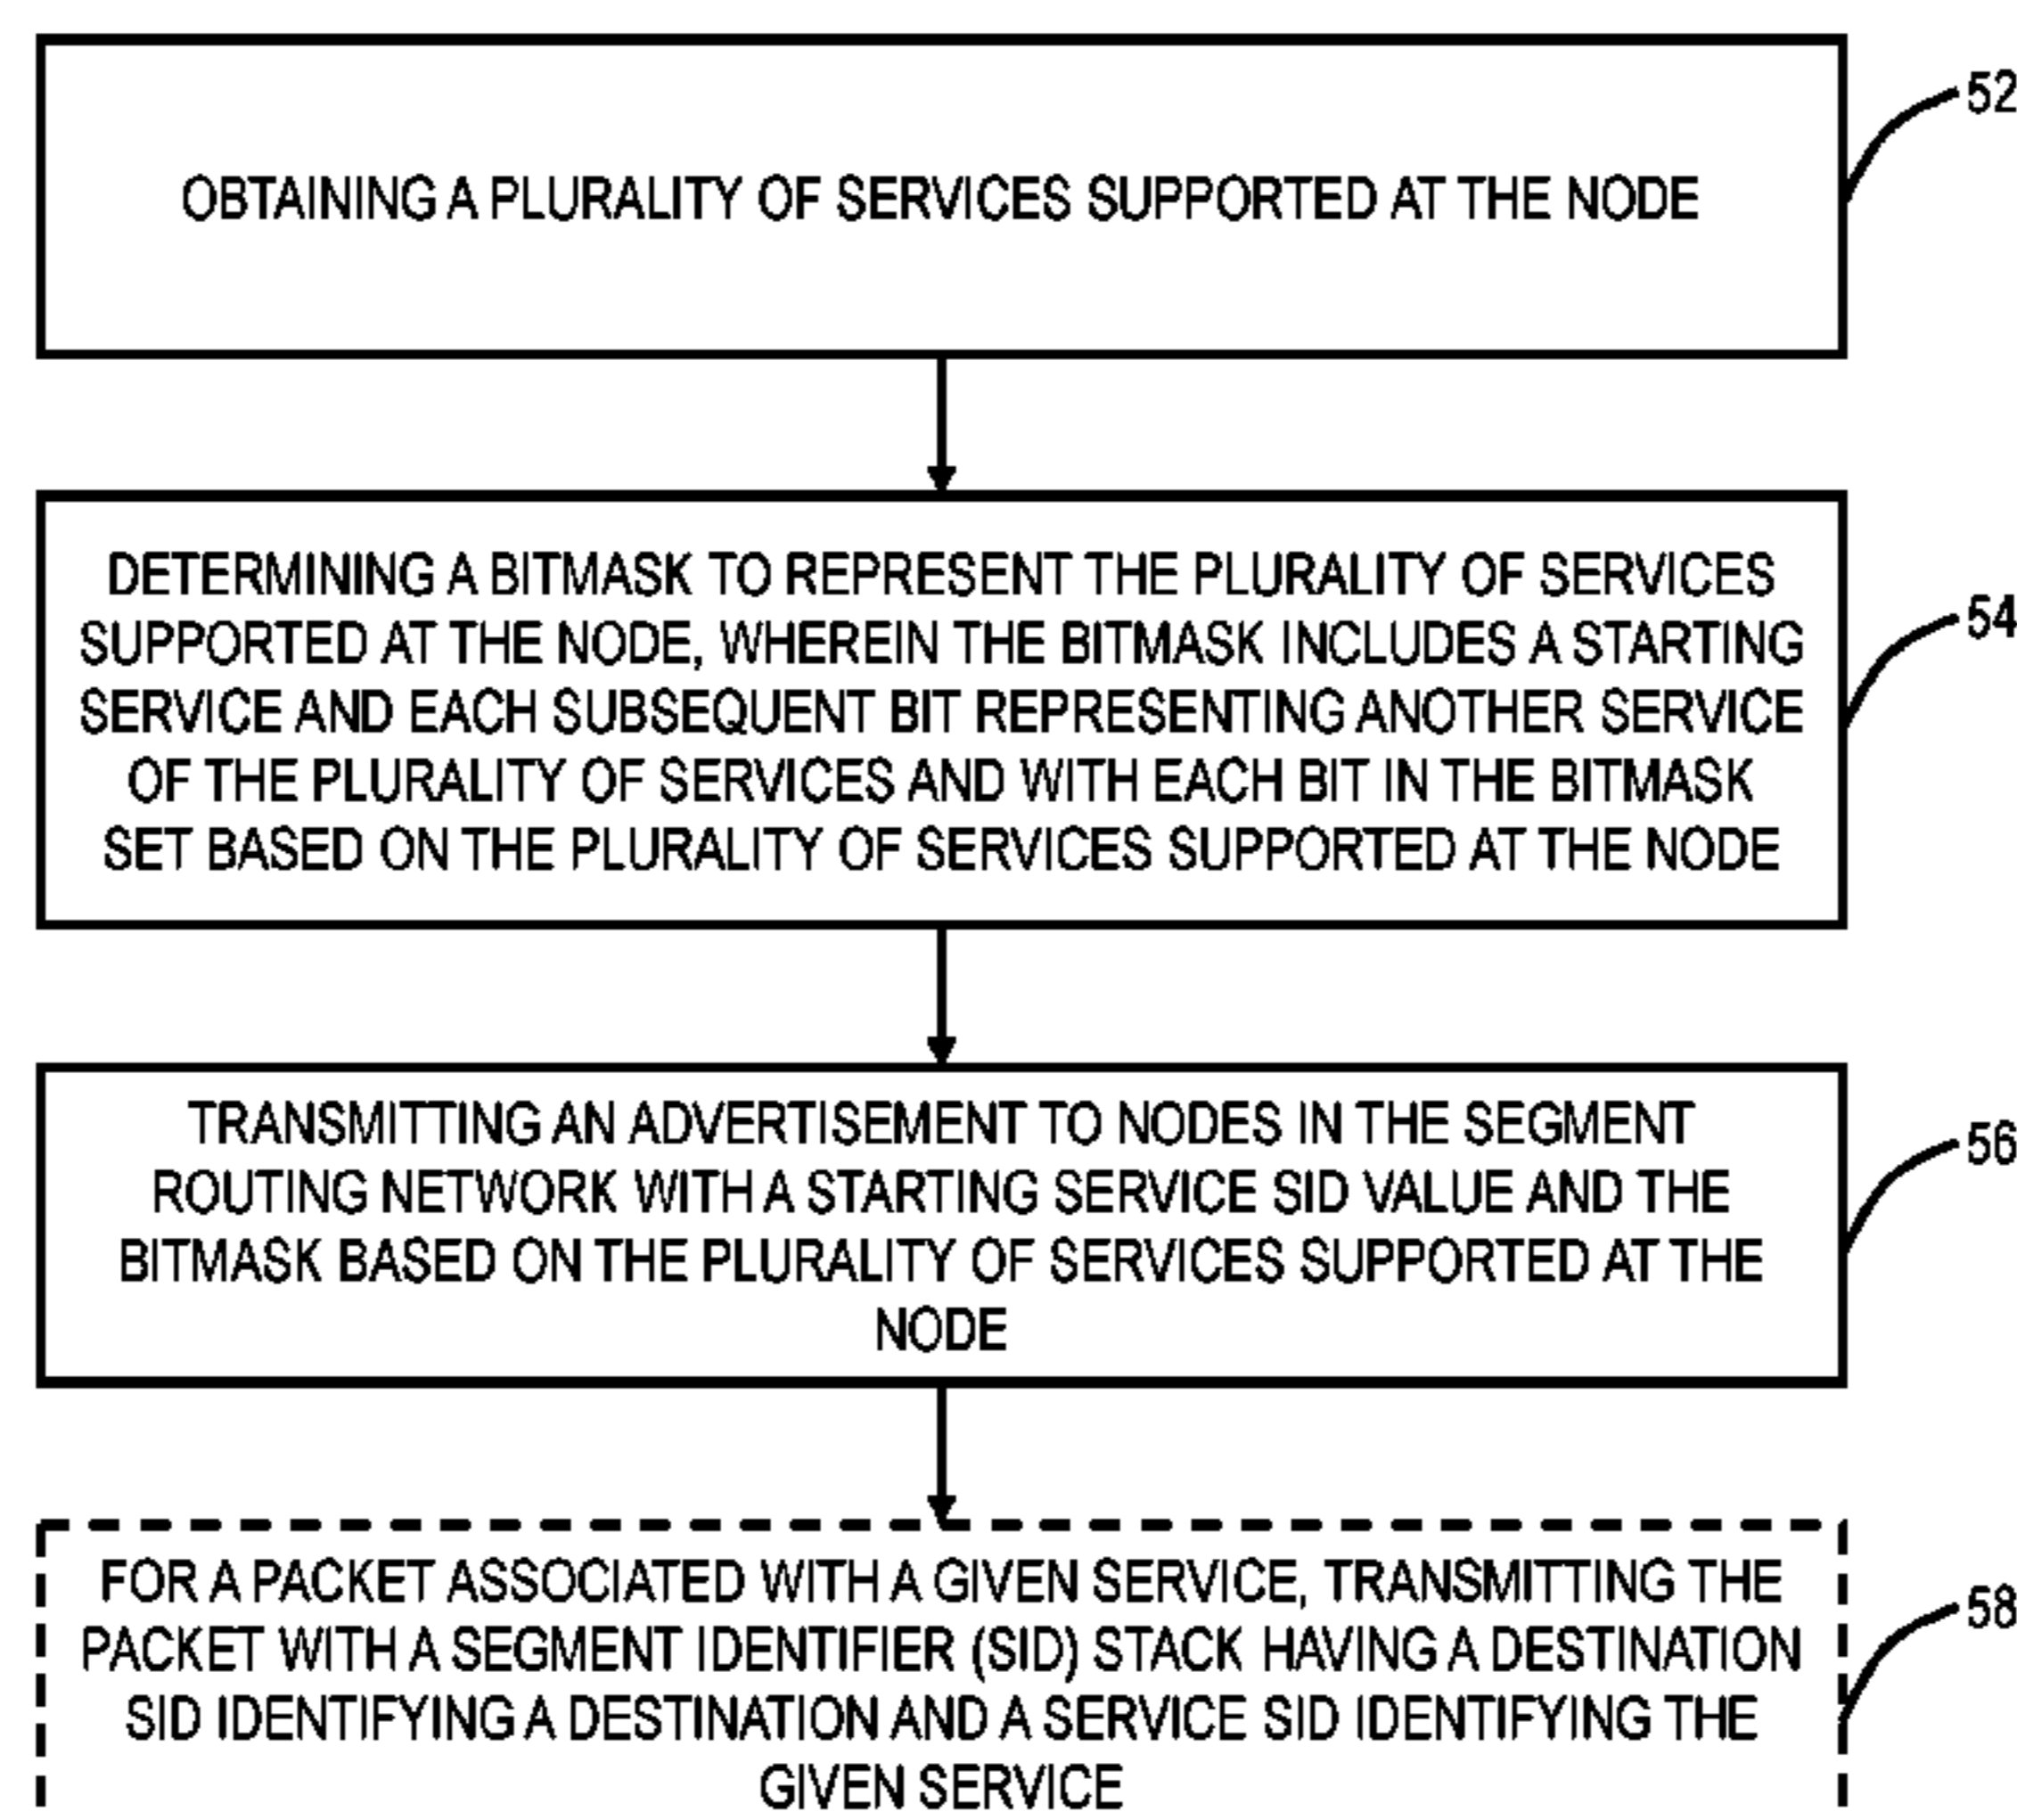 52
OBTAINING A PLURALITY OF SERVICES SUPPORTED AT THE NODE
DETERMINING A BITMASK TO REPRESENT THE PLURALITY OF SERVICES
54
SUPPORTED AT THE NODE, WHEREIN THE BITMASK INCLUDES A STARTING
SERVICE AND EACH SUBSEQUENT BIT REPRESENTING ANOTHER SERVICE
OF THE PLURALITY OF SERVICES AND WITH EACH BIT IN THE BITMASK
SET BASED ON THE PLURALITY OF SERVICES SUPPORTED AT THE NODE
TRANSMITTING AN ADVERTISEMENT TO NODES IN THE SEGMENT
56
ROUTING NETWORK WITH A STARTING SERVICE SID VALUE AND THE
BITMASK BASED ON THE PLURALITY OF SERVICES SUPPORTED AT THE
NODE
FOR A PACKET ASSOCIATED WITH A GIVEN SERVICE, TRANSMITTING THE
58
PACKET WITH A SEGMENT IDENTIFIER (SID) STACK HAVING A DESTINATION
SID IDENTIFYING A DESTINATION AND A SERVICE SID IDENTIFYING THE
GIVEN SERVICE